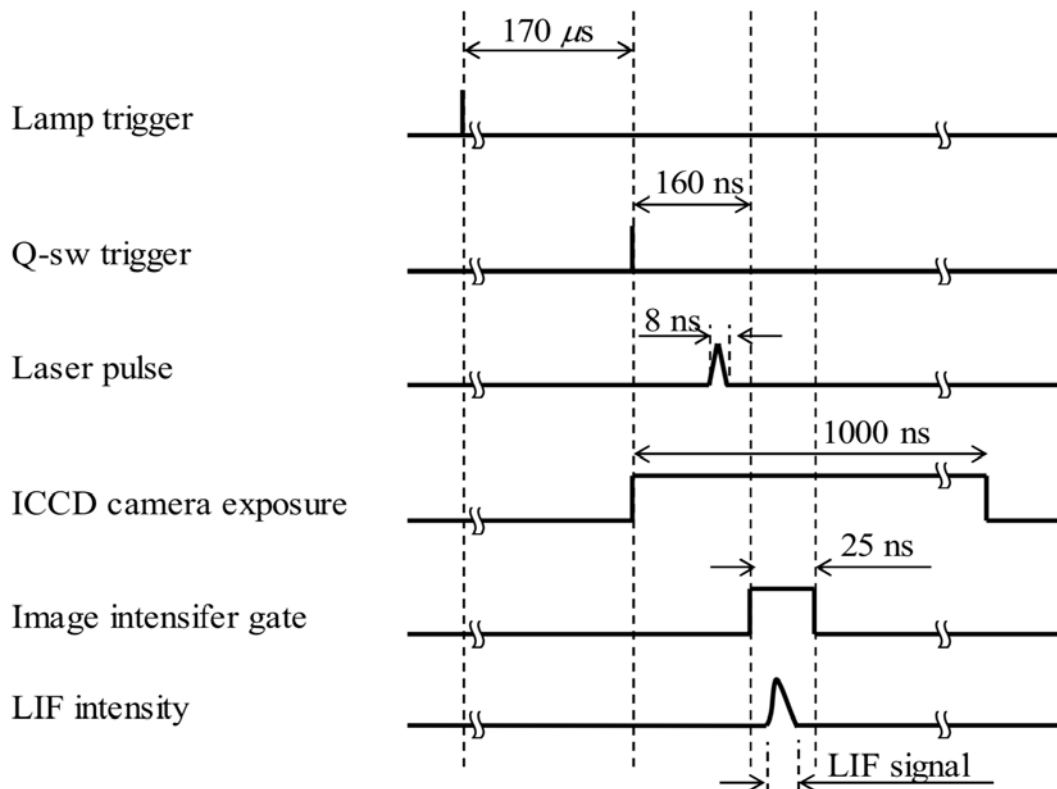 170 μs
Lamp trigger
160 ns
Q-sw trigger
8 ns
Laser pulse
1000 ns
ICCD camera exposure
25 ns
Image intensifer gate
LIF intensity
LIF signal